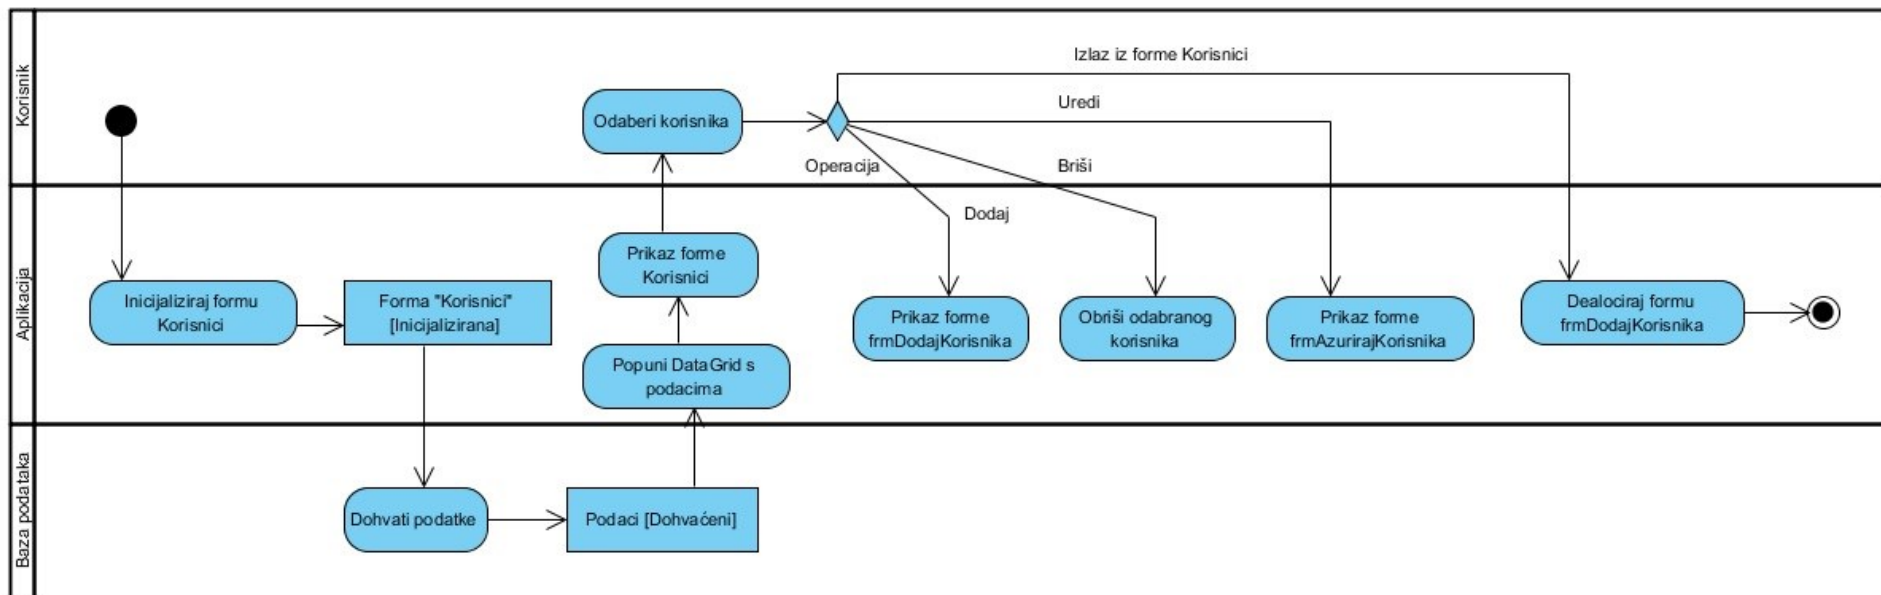 Korisnik
Izlaz iz forme Korisnici
Odaberi korisnika
Uredi
Operacija
Briši
Aplikacija
Dodaj
Inicijaliziraj formu
Korisnici
Forma "Korisnici"
[Inicijalizirana]
Prikaz forme
Korisnici
Popuni DataGrid s
podacima
Prikaz forme
frmDodajKorisnika
Obriši odabranog
korisnika
Prikaz forme
frmAzurirajKorisnika
Dealociraj formu
frmDodajKorisnika
Baza podataka
Dohvati podatke
Podaci [Dohvaćeni]